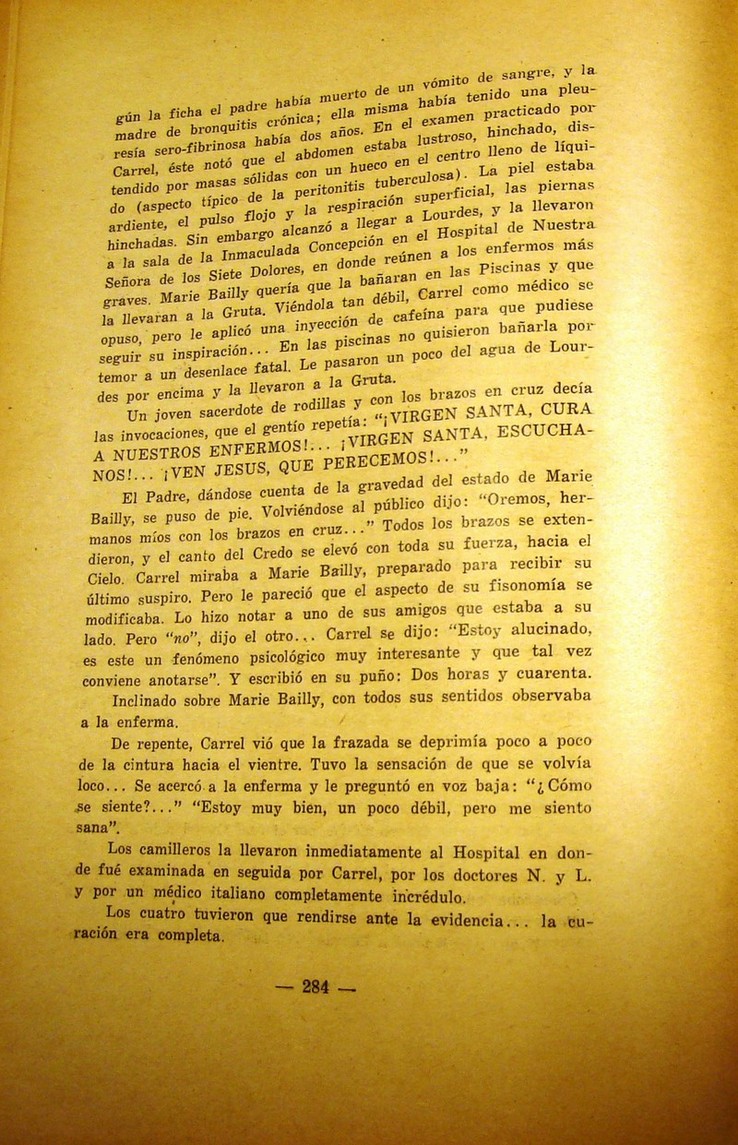 gún la ficha el padre había muerto de un vómito de sangre, y la
madre de bronquitis crónica; ella misma había tenido una pleu-
resía sero-fibrinosa había dos años. En el examen practicado por
Carrel, éste notó que el abdomen estaba lustroso, hinchado, dis-
tendido por masas sólidas con un hueco en el centro lleno de líqui-
do (aspecto típico de la peritonitis tuberculosa). La piel estaba
ardiente, el pulso flojo y la respiración superficial, las piernas
hinchadas. Sin embargo alcanzó a llegar a Lourdes, y la llevaron
a la sala de la Inmaculada Concepción en el Hospital de Nuestra
Señora de los Siete Dolores, en donde reúnen a los enfermos más
graves. Marie Bailly quería que la bañaran en las Piscinas y que
la llevaran a la Gruta. Viéndola tan débil, Carrel como médico se
opuso, pero le aplicó una inyección de cafeína para que pudiese
seguir su inspiración... En las piscinas no quisieron bañarla por
temor a un desenlace fatal. Le pasaron un poco del agua de Lour-
des por encima y la llevaron a la Gruta.
Un joven sacerdote de rodillas y con los brazos en cruz decía
las invocaciones, que el gentío repetía: “¡VIRGEN SANTA, CURA
A NUESTROS ENFERMOS!... ¡VIRGEN SANTA, ESCUCHA-
NOS!... ¡VEN JESUS, QUE PERECEMOS!...”
El Padre, dándose cuenta de la gravedad del estado de Marie
Bailly, se puso de pie. Volviéndose al público dijo: “Oremos, her-
manos míos con los brazos en cruz...” Todos los brazos se exten-
dieron, y el canto del Credo se elevó con toda su fuerza, hacia el
Cielo. Carrel miraba a Marie Bailly, preparado para recibir su
último suspiro. Pero le pareció que el aspecto de su fisonomía se
modificaba. Lo hizo notar a uno de sus amigos que estaba a su
lado. Pero “no”, dijo el otro... Carrel se dijo: “Estoy alucinado,
es este un fenómeno psicológico muy interesante y que tal vez
conviene anotarse”. Y escribió en su puño: Dos horas y cuarenta.
Inclinado sobre Marie Bailly, con todos sus sentidos observaba
a la enferma.
De repente, Carrel vió que la frazada se deprimía poco a poco
de la cintura hacia el vientre. Tuvo la sensación de que se volvía
loco... Se acercó a la enferma y le preguntó en voz baja: “¿Cómo
se siente?...” “Estoy muy bien, un poco débil, pero me siento
sana”.
Los camilleros la llevaron inmediatamente al Hospital en don-
de fué examinada en seguida por Carrel, por los doctores N. y L.
y por un médico italiano completamente incrédulo.
Los cuatro tuvieron que rendirse ante la evidencia... la cu-
ración era completa.
— 284 —